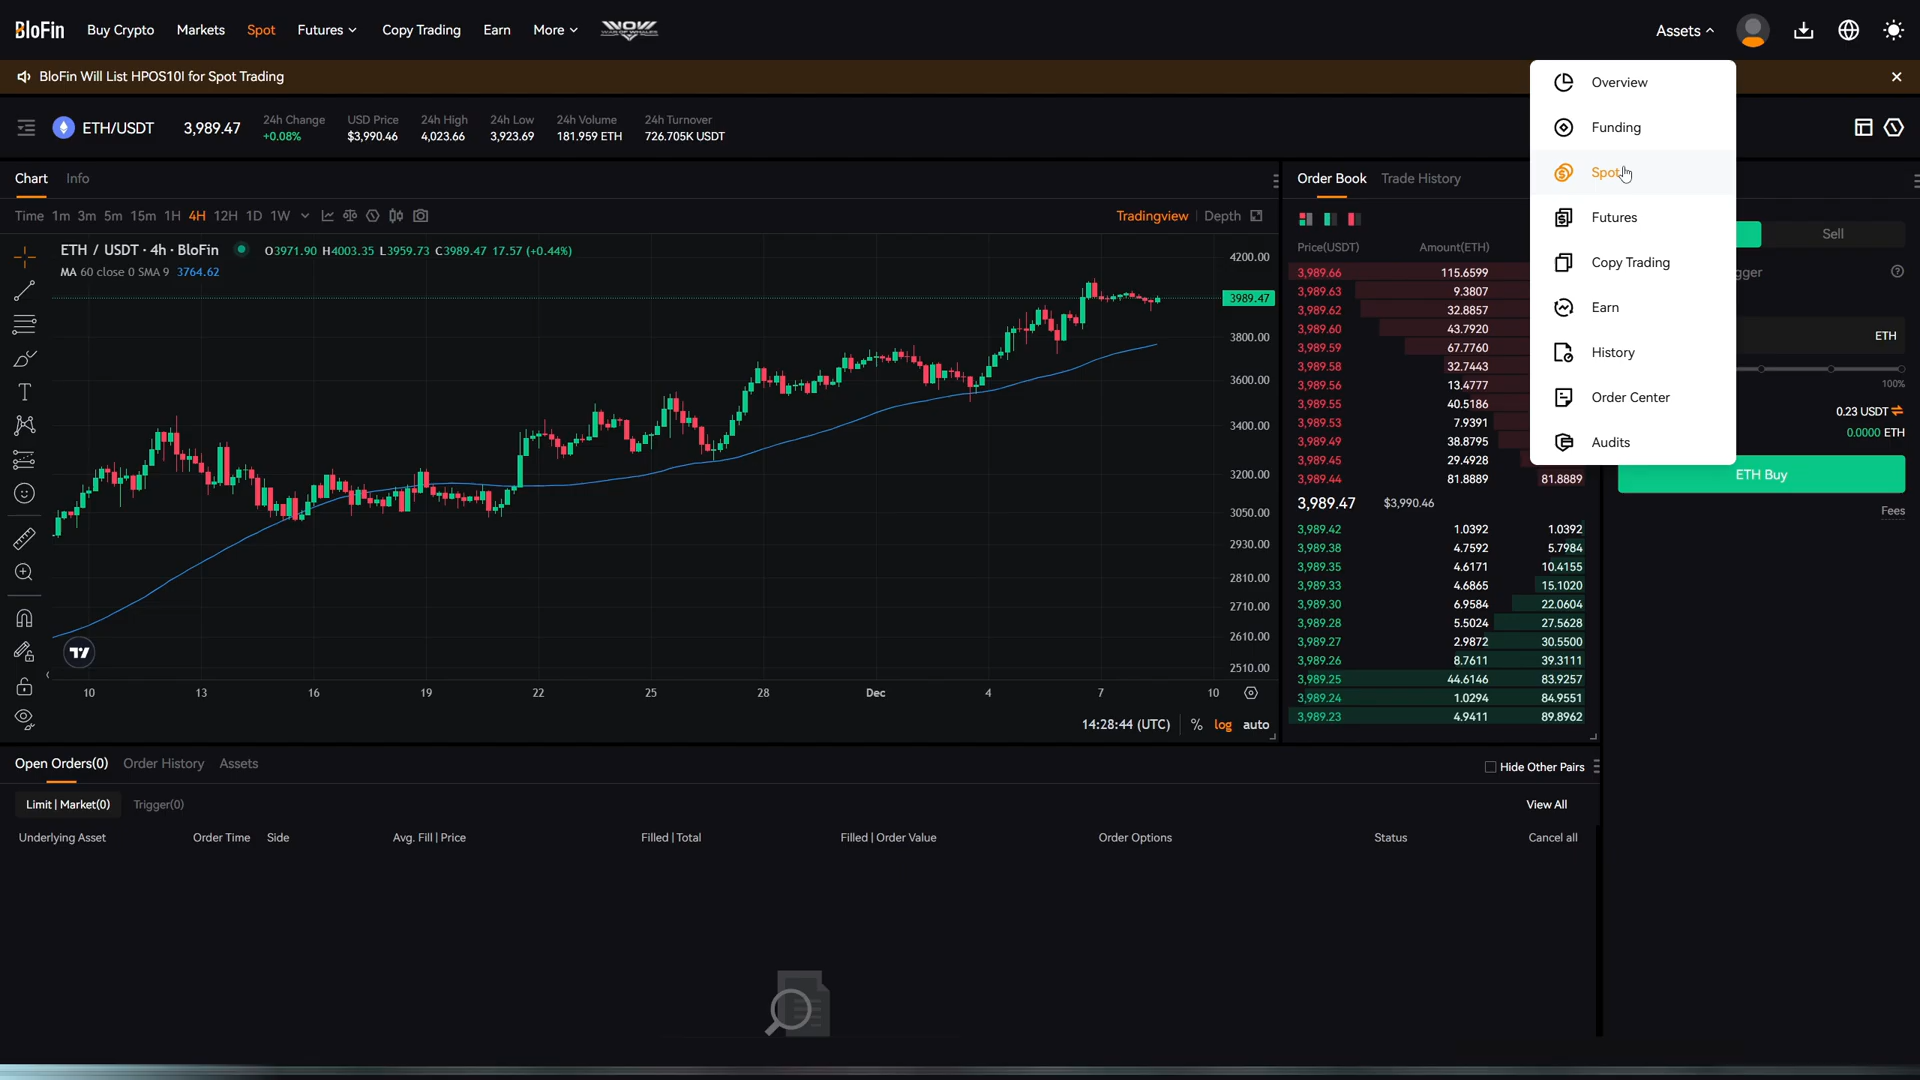 BloFin Buy Crypto Markets Spot Futures Copy Trading Earn More WOW WAR OF WHALES Assets
BloFin Will List HPOS10I for Spot Trading
ETH/USDT 3,989.47
24h Change
+0.08%
USD Price
$3,990.46
24h High
4,023.66
24h Low
3,923.69
24h Volume
181.959 ETH
24h Turnover
726.705K USDT
Overview
Funding
Spot
Futures
Copy Trading
Earn
History
Order Center
Audits
Chart Info
Time 1m 3m 5m 15m 1H 4H 12H 1D 1W
Tradingview Depth
ETH / USDT · 4h · BloFin O3971.90 H4003.35 L3959.73 C3989.47 17.57 (+0.44%)
MA 60 close 0 SMA 9 3764.62
4200.00
3989.47
3800.00
3600.00
3400.00
3200.00
3050.00
2930.00
2810.00
2710.00
2610.00
2510.00
10 13 16 19 22 25 28 Dec 4 7 10
14:28:44 (UTC) % log auto
Order Book Trade History
Price(USDT) Amount(ETH)
3,989.66 115.6599
3,989.63 9.3807
3,989.62 32.8857
3,989.60 43.7920
3,989.59 67.7760
3,989.58 32.7443
3,989.56 13.4777
3,989.55 40.5186
3,989.53 7.9391
3,989.49 38.8795
3,989.45 29.4928
3,989.44 81.8889 81.8889
3,989.47 $3,990.46
3,989.42 1.0392 1.0392
3,989.38 4.7592 5.7984
3,989.35 4.6171 10.4155
3,989.33 4.6865 15.1020
3,989.30 6.9584 22.0604
3,989.28 5.5024 27.5628
3,989.27 2.9872 30.5500
3,989.26 8.7611 39.3111
3,989.25 44.6146 83.9257
3,989.24 1.0294 84.9551
3,989.23 4.9411 89.8962
Sell
gger
ETH
100%
0.23 USDT
0.0000 ETH
ETH Buy
Fees
Open Orders(0) Order History Assets
Hide Other Pairs
Limit | Market(0) Trigger(0) View All
Underlying Asset Order Time Side Avg. Fill | Price Filled | Total Filled | Order Value Order Options Status Cancel all